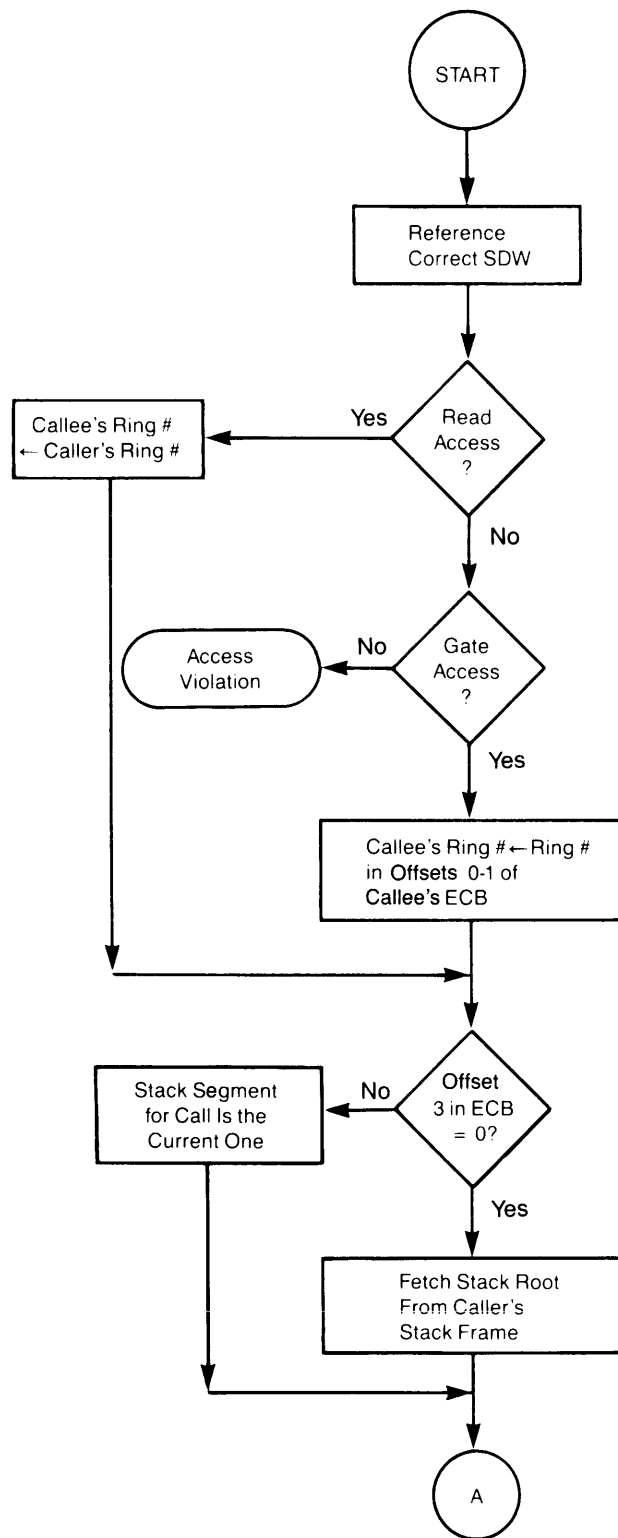 START
Reference
Correct SDW
Callee's Ring #
← Caller's Ring #
Yes
Read
Access
?
No
Access
Violation
No
Gate
Access
?
Yes
Callee's Ring # ← Ring #
in Offsets 0-1 of
Callee's ECB
Stack Segment
for Call Is the
Current One
No
Offset
3 in ECB
= 0?
Yes
Fetch Stack Root
From Caller's
Stack Frame
A